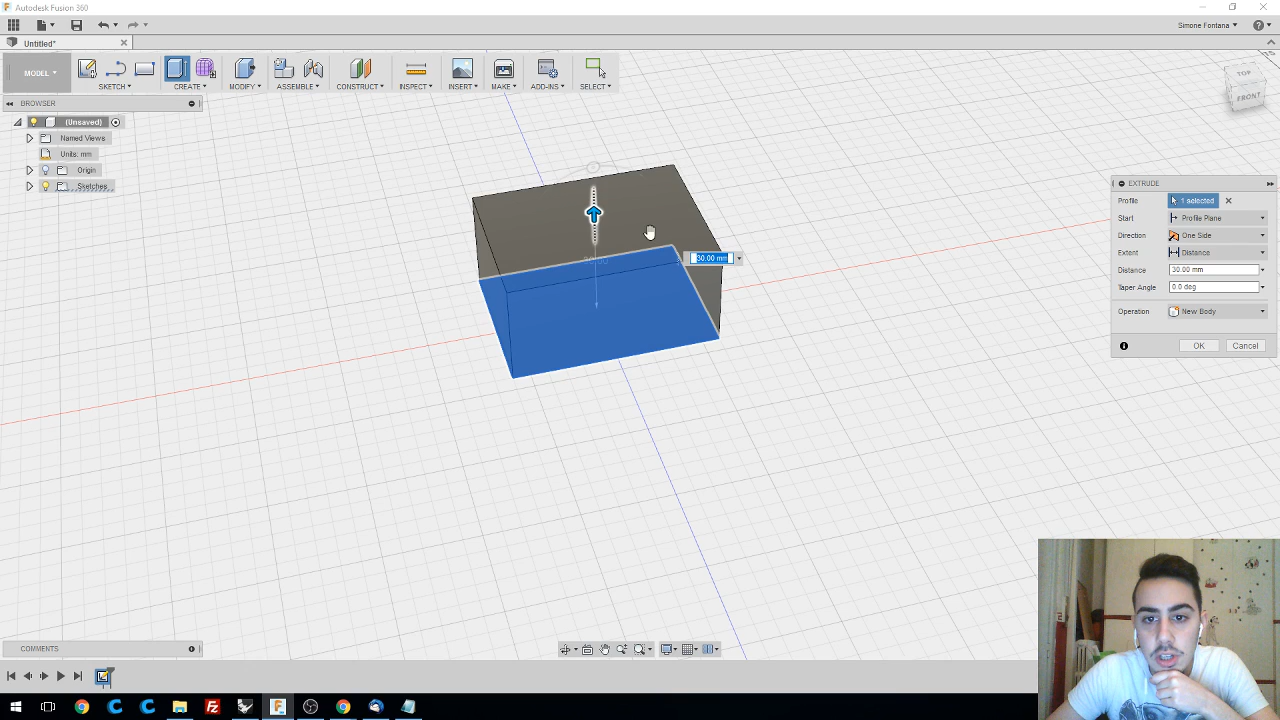 Autodesk Fusion 360
Simone Fontana
Untitled*
MODEL
SKETCH
CREATE
MODIFY
ASSEMBLE
CONSTRUCT
INSPECT
INSERT
MAKE
ADD-INS
SELECT
BROWSER
(Unsaved)
Named Views
Units: mm
Origin
Sketches
TOP
FRONT
30.00
30.00 mm
EXTRUDE
Profile 1 selected
Start Profile Plane
Direction One Side
Extent Distance
Distance 30.00 mm
Taper Angle 0.0 deg
Operation New Body
OK Cancel
COMMENTS